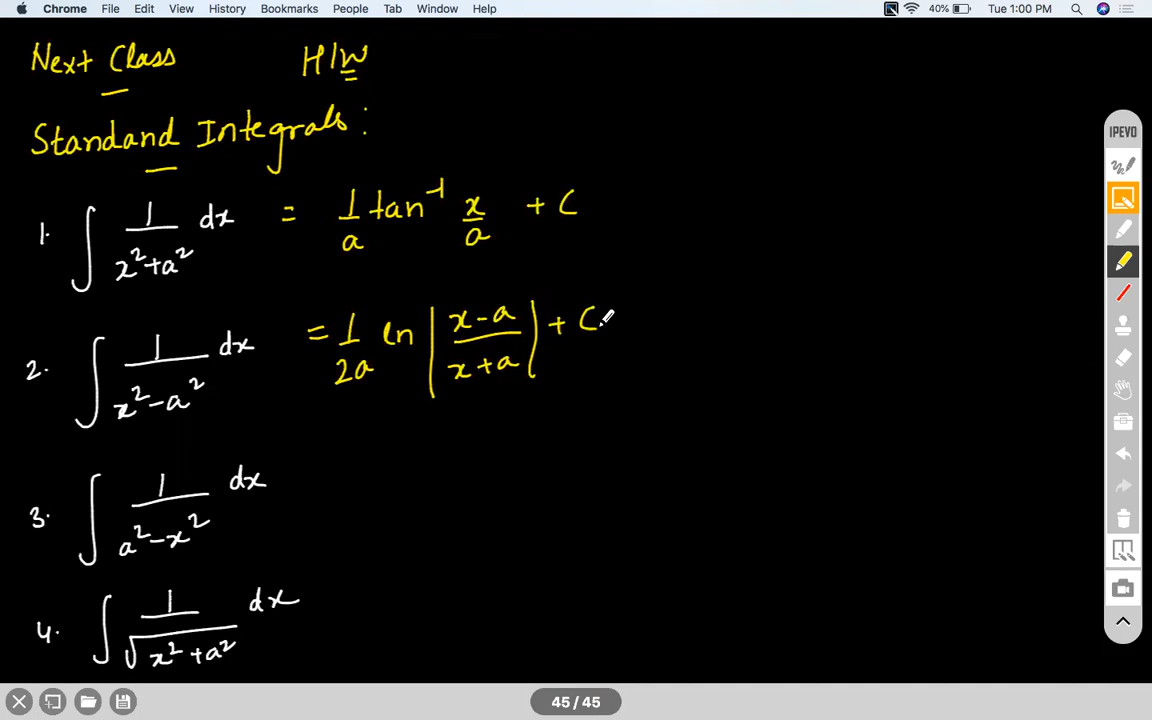 Chrome File Edit View History Bookmarks People Tab Window Help 40% Tue 1:00 PM
Next Class H/W
Standand Integrals:
1. ∫ 1/(x²+a²) dx = 1/a tan⁻¹ x/a + C
2. ∫ 1/(x²-a²) dx = 1/2a ln |(x-a)/(x+a)| + C
3. ∫ 1/(a²-x²) dx
4. ∫ 1/√(x²+a²) dx
IPEVO
45 / 45